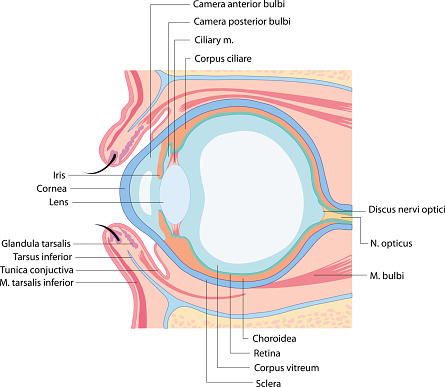 Camera anterior bulbi
Camera posterior bulbi
Ciliary m.
Corpus ciliare
Iris
Cornea
Lens
Discus nervi optici
N. opticus
Glandula tarsalis
Tarsus inferior
Tunica conjuctiva
M. tarsalis inferior
M. bulbi
Choroidea
Retina
Corpus vitreum
Sclera